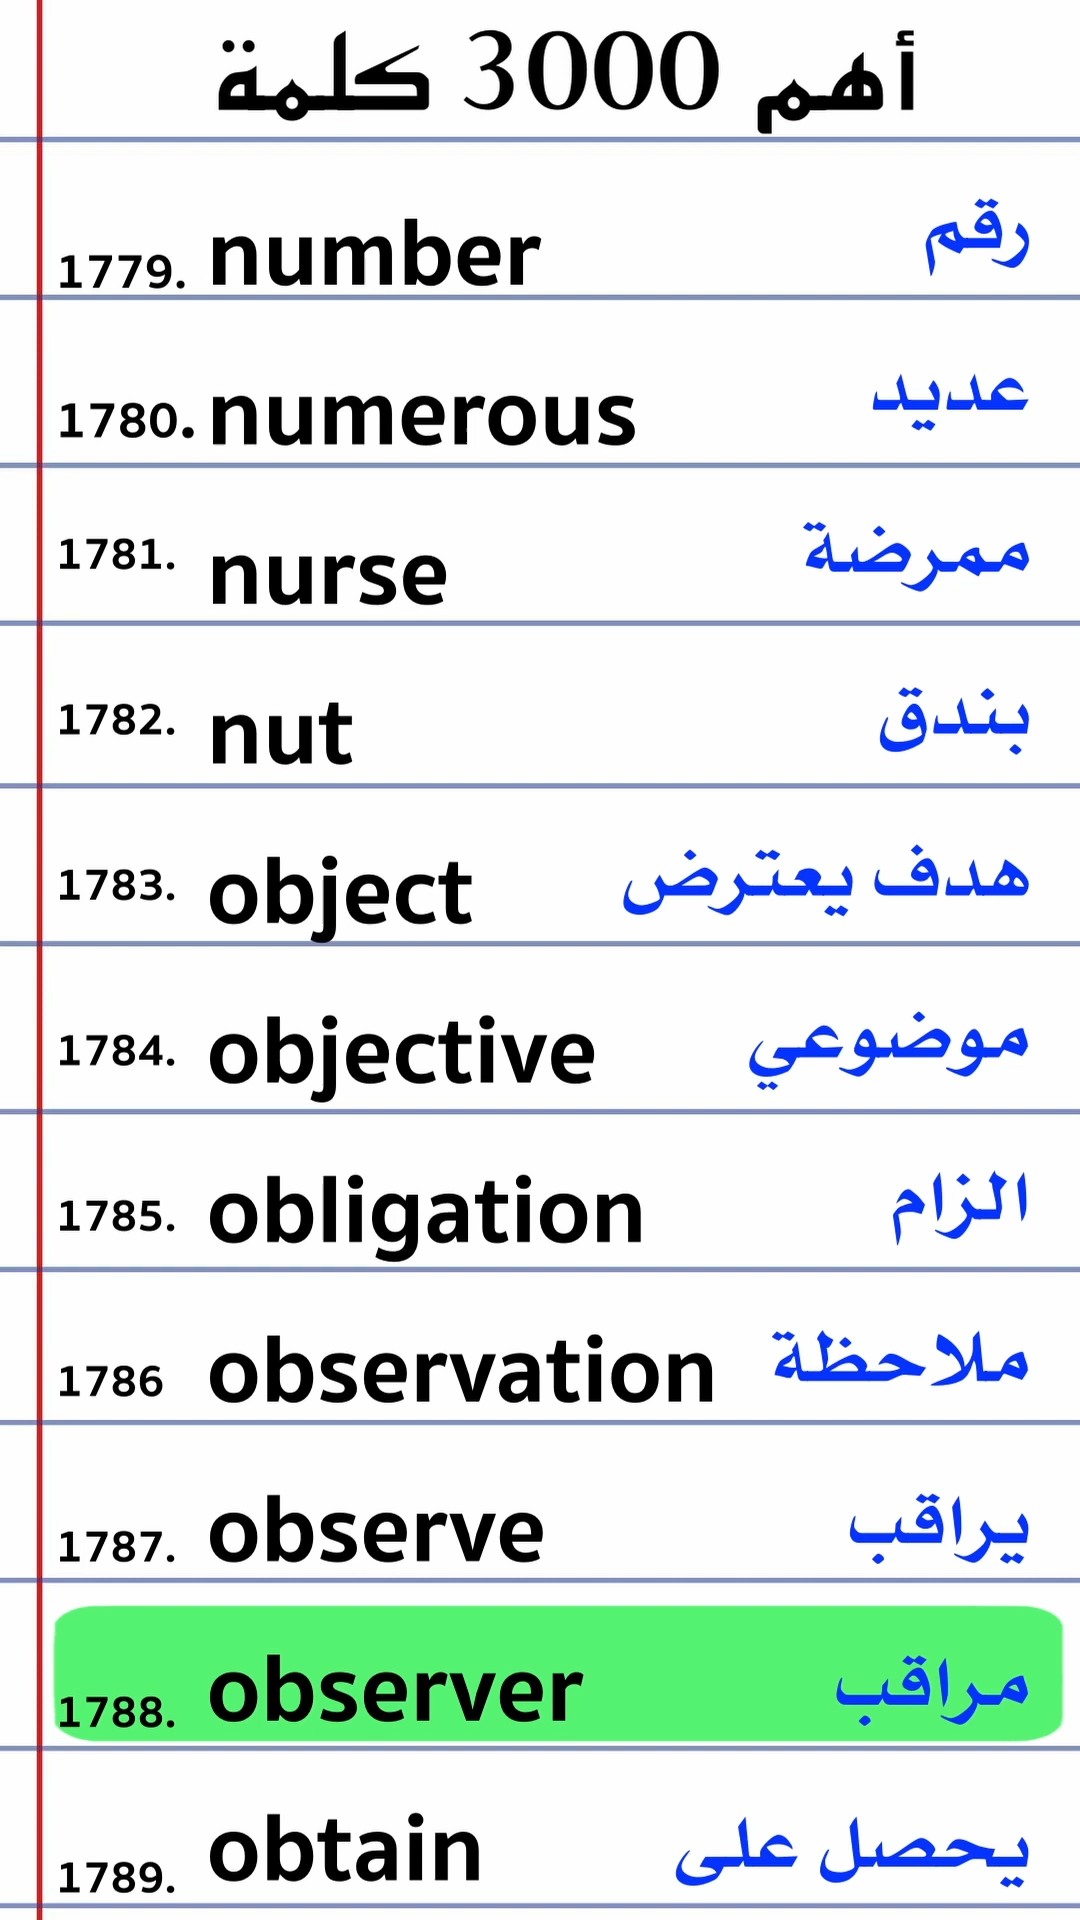 أهم 3000 كلمة
1779. number رقم
1780. numerous عديد
1781. nurse ممرضة
1782. nut بندق
1783. object هدف يعترض
1784. objective موضوعي
1785. obligation الزام
1786 observation ملاحظة
1787. observe يراقب
1788. observer مراقب
1789. obtain يحصل على